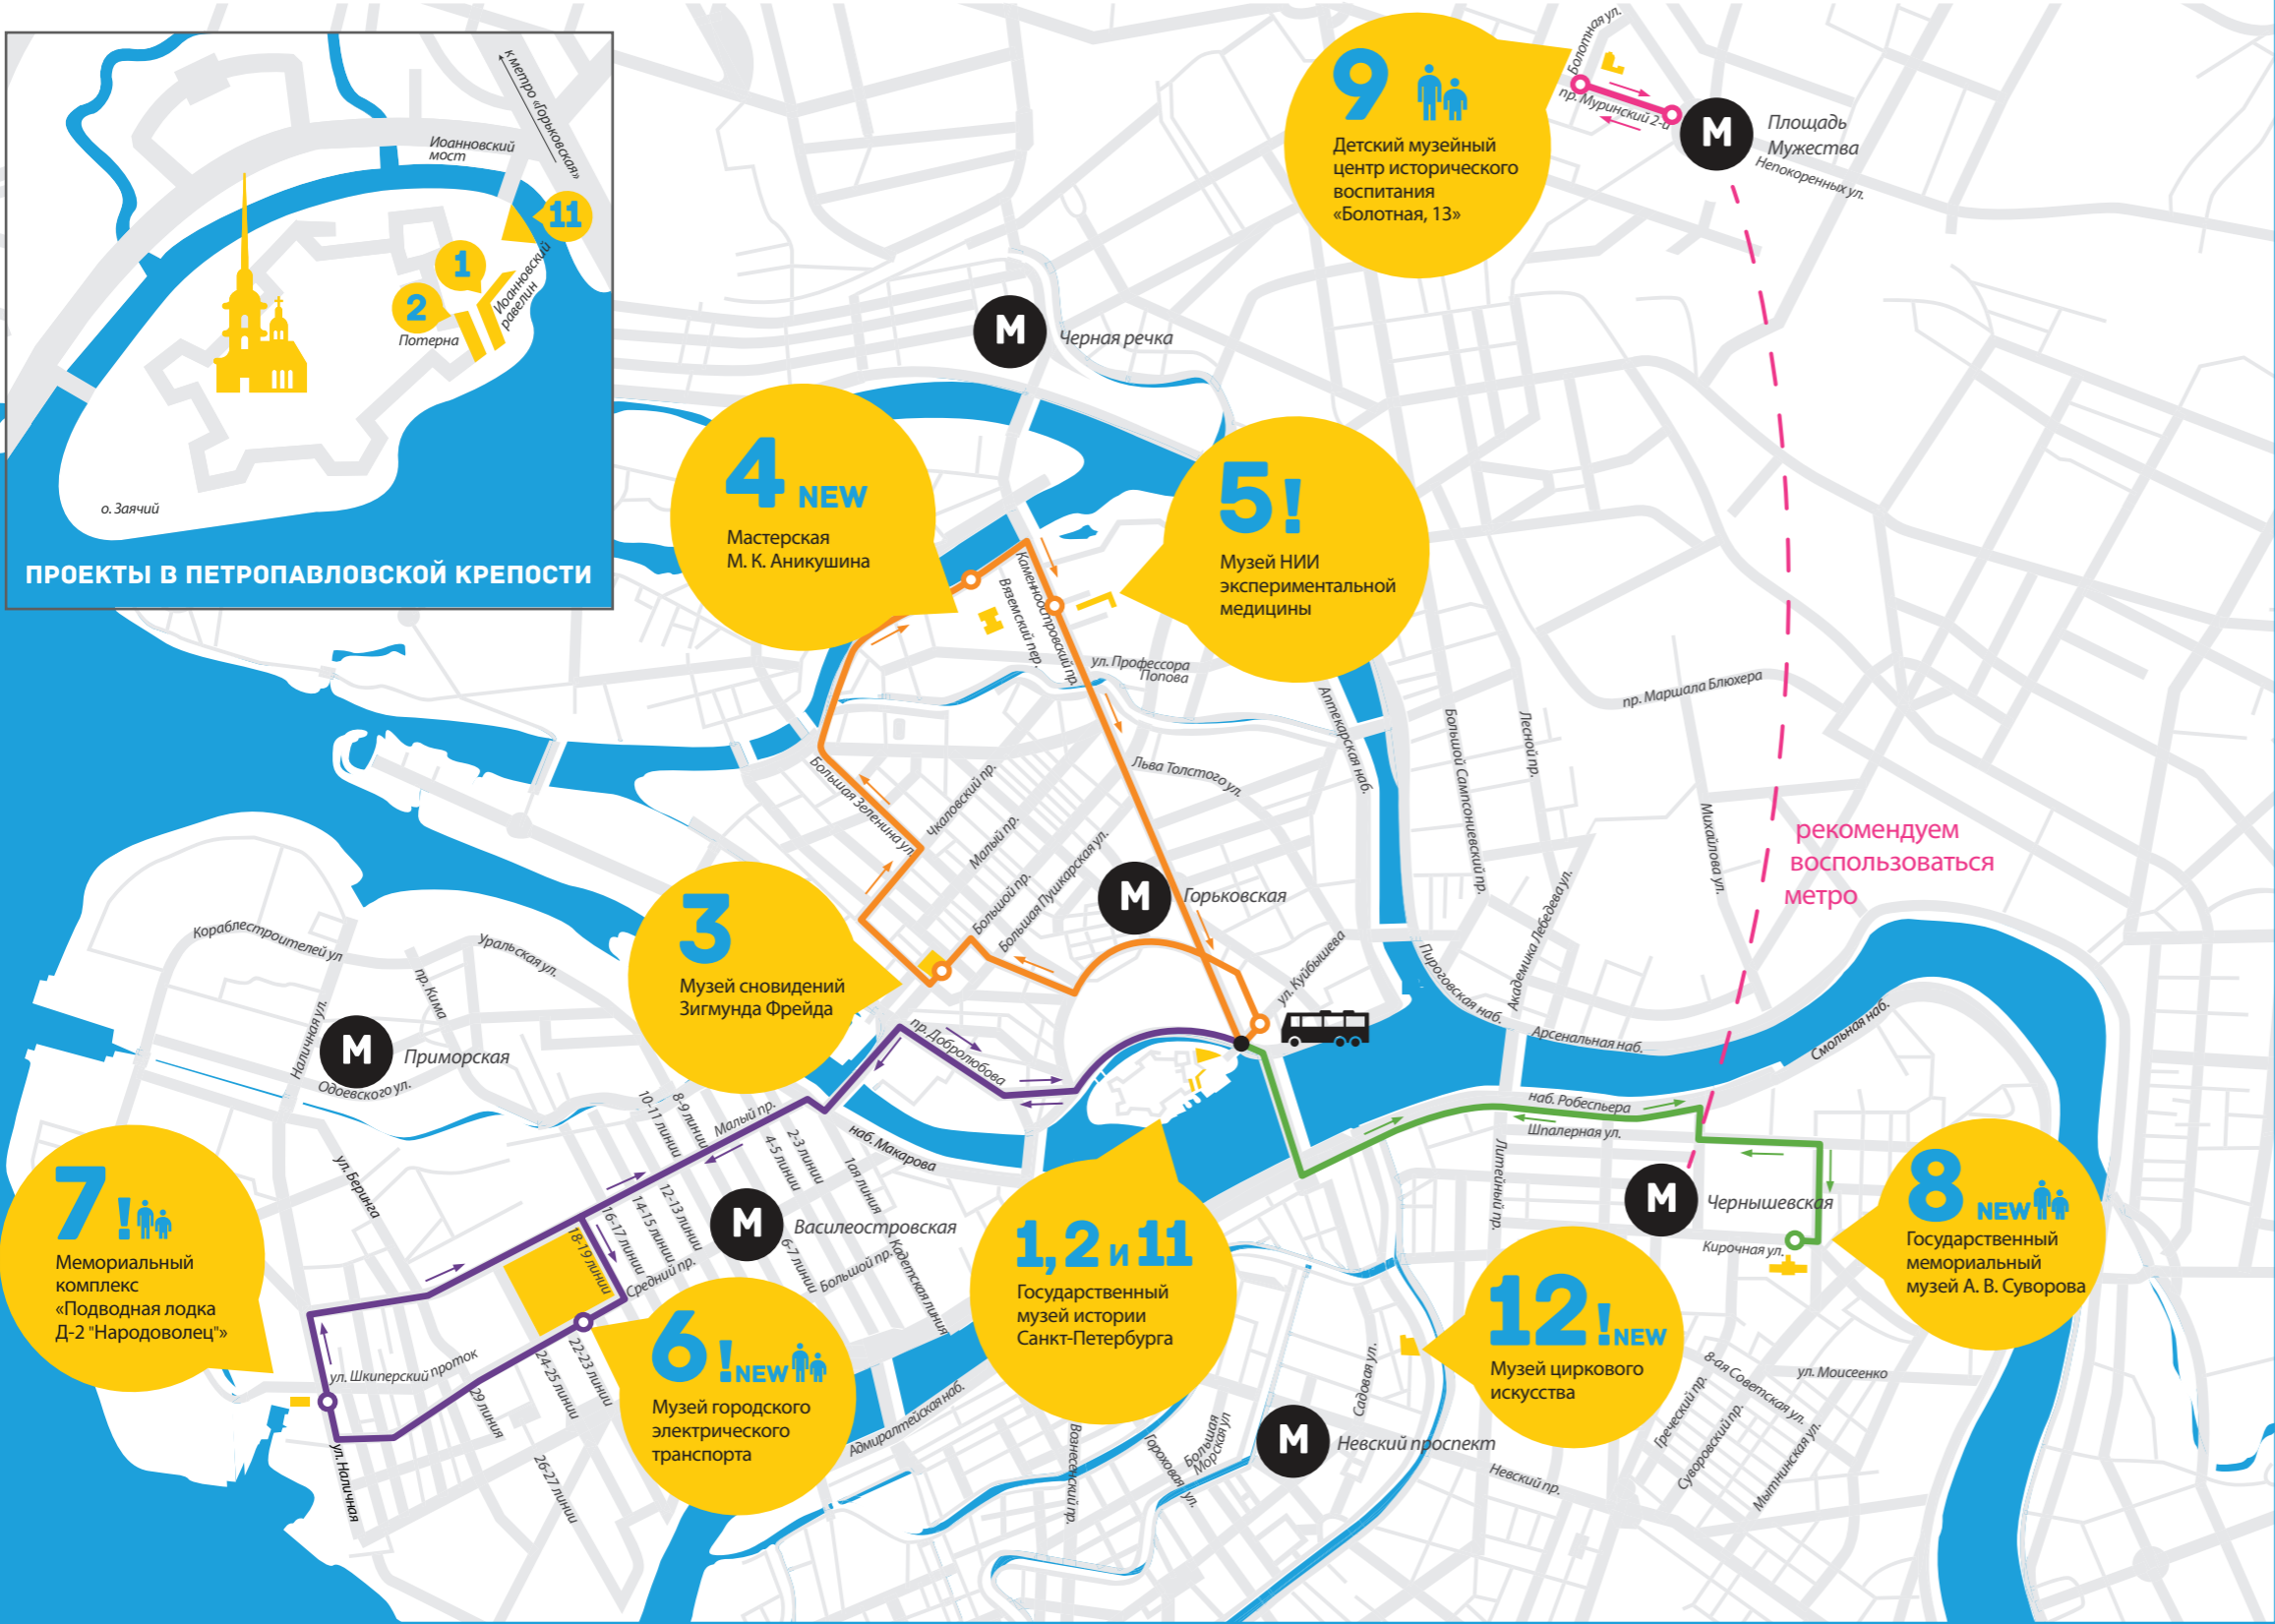 к метро «Горьковская»
Иоанновский
мост
11
1
2
Иоанновский
равелин
Потерна
о. Заячий
ПРОЕКТЫ В ПЕТРОПАВЛОВСКОЙ КРЕПОСТИ
9
Детский музейный
центр исторического
воспитания
«Болотная, 13»
Болотная ул.
пр. Муринский 2-й
М
Площадь
Мужества
Непокоренных ул.
М
Черная речка
4 NEW
Мастерская
М. К. Аникушина
5!
Музей НИИ
экспериментальной
медицины
Каменноостровский пр.
Вяземский пер.
ул. Профессора
Попова
Аптекарская наб.
Большой Сампсониевский пр.
Лесной пр.
пр. Маршала Блюхера
Михайлова ул.
рекомендуем
воспользоваться
метро
Большая Зеленина ул.
Чкаловский пр.
Малый пр.
Большой пр.
Большая Пушкарская ул.
Льва Толстого ул.
М
Горьковская
ул. Куйбышева
Пироговская наб.
Академика Лебедева ул.
Арсенальная наб.
Смольная наб.
3
Музей сновидений
Зигмунда Фрейда
Кораблестроителей ул
Уральская ул.
пр. Кима
Наличная ул.
М
Приморская
Одоевского ул.
пр. Добролюбова
наб. Макарова
Малый пр.
10-11 линии
8-9 линии
4-5 линии
2-3 линии
1ая линия
12-13 линии
14-15 линии
16-17 линии
18-19 линии
6-7 линии
Средний пр.
Большой пр.
Кадетская линия
М
Василеостровская
ул. Беринга
7!
Мемориальный
комплекс
«Подводная лодка
Д-2 "Народоволец"»
ул. Шкиперский проток
ул. Наличная
29 линия
24-25 линии
22-23 линии
26-27 линии
6! NEW
Музей городского
электрического
транспорта
Адмиралтейская наб.
1, 2 и 11
Государственный
музей истории
Санкт-Петербурга
наб. Робеспьера
Шпалерная ул.
Литейный пр.
М
Чернышевская
Кирочная ул.
8 NEW
Государственный
мемориальный
музей А. В. Суворова
12! NEW
Музей циркового
искусства
Садовая ул.
М
Невский проспект
Невский пр.
Вознесенский пр.
Гороховая ул.
Большая
Морская ул
8-ая Советская ул.
Греческий пр.
Суворовский пр.
Мытнинская ул.
ул. Моисеенко